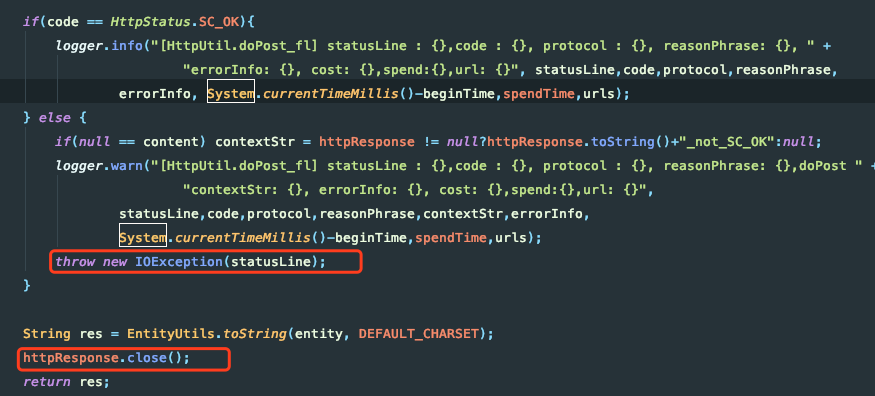 if(code == HttpStatus.SC_OK){
logger.info("[HttpUtil.doPost_fl] statusLine : {},code : {}, protocol : {}, reasonPhrase: {}, " +
"errorInfo: {}, cost: {},spend:{},url: {}", statusLine,code,protocol,reasonPhrase,
errorInfo, System.currentTimeMillis()-beginTime,spendTime,urls);
} else {
if(null == content) contextStr = httpResponse != null?httpResponse.toString()+"_not_SC_OK":null;
logger.warn("[HttpUtil.doPost_fl] statusLine : {},code : {}, protocol : {}, reasonPhrase: {},doPost " +
"contextStr: {}, errorInfo: {}, cost: {},spend:{},url: {}",
statusLine,code,protocol,reasonPhrase,contextStr,errorInfo,
System.currentTimeMillis()-beginTime,spendTime,urls);
throw new IOException(statusLine);
}
String res = EntityUtils.toString(entity, DEFAULT_CHARSET);
httpResponse.close();
return res;